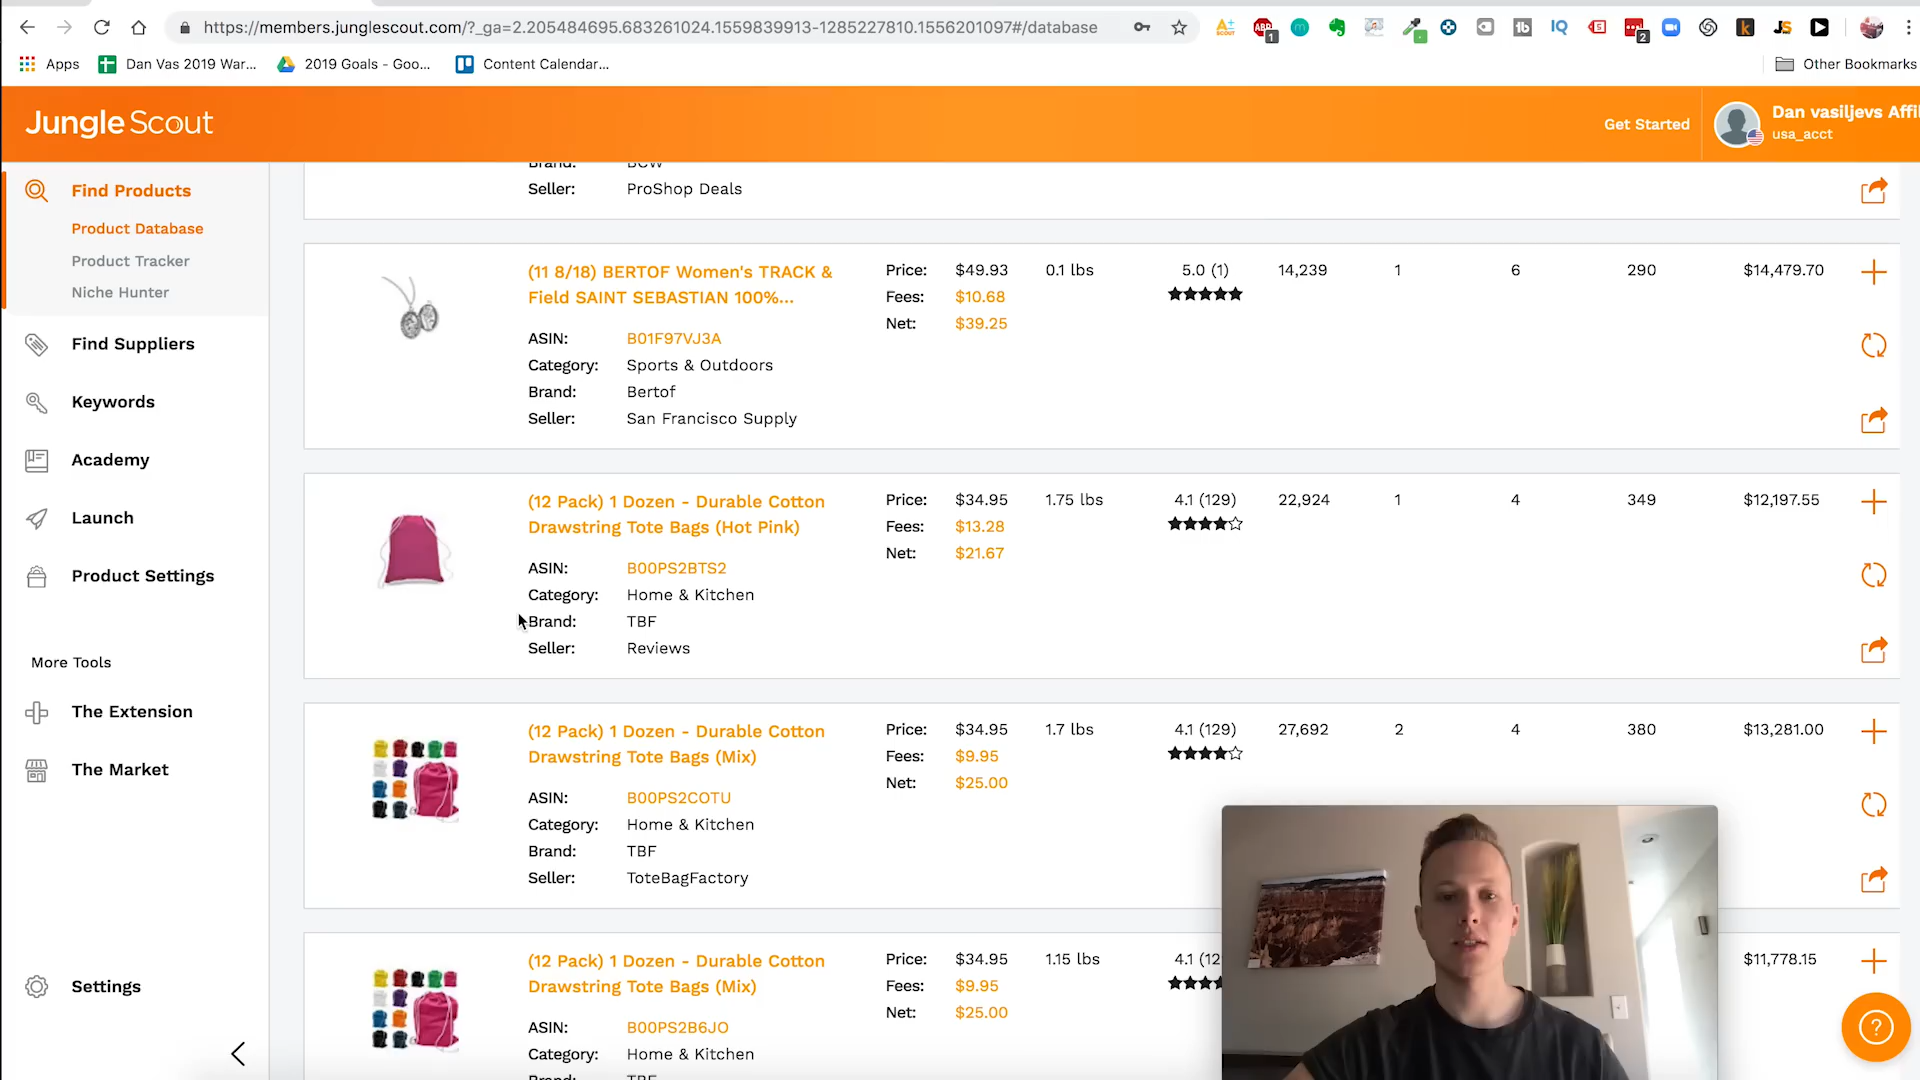 https://members.junglescout.com/?_ga=2.205484695.683261024.1559839913-1285227810.1556201097#/database
Apps
Dan Vas 2019 War...
2019 Goals - Goo...
Content Calendar...
Other Bookmarks
Jungle Scout
Get Started
Dan vasiljevs Affil
usa_acct
Find Products
Product Database
Product Tracker
Niche Hunter
Find Suppliers
Keywords
Academy
Launch
Product Settings
More Tools
The Extension
The Market
Settings
Brand: BCW
Seller: ProShop Deals
(11 8/18) BERTOF Women's TRACK &
Field SAINT SEBASTIAN 100%...
ASIN: B01F97VJ3A
Category: Sports & Outdoors
Brand: Bertof
Seller: San Francisco Supply
Price: $49.93 0.1 lbs 5.0 (1) 14,239 1 6 290 $14,479.70
Fees: $10.68
Net: $39.25
(12 Pack) 1 Dozen - Durable Cotton
Drawstring Tote Bags (Hot Pink)
ASIN: B00PS2BTS2
Category: Home & Kitchen
Brand: TBF
Seller: Reviews
Price: $34.95 1.75 lbs 4.1 (129) 22,924 1 4 349 $12,197.55
Fees: $13.28
Net: $21.67
(12 Pack) 1 Dozen - Durable Cotton
Drawstring Tote Bags (Mix)
ASIN: B00PS2COTU
Category: Home & Kitchen
Brand: TBF
Seller: ToteBagFactory
Price: $34.95 1.7 lbs 4.1 (129) 27,692 2 4 380 $13,281.00
Fees: $9.95
Net: $25.00
(12 Pack) 1 Dozen - Durable Cotton
Drawstring Tote Bags (Mix)
ASIN: B00PS2B6JO
Category: Home & Kitchen
Brand: TBF
Price: $34.95 1.15 lbs 4.1 (12 $11,778.15
Fees: $9.95
Net: $25.00